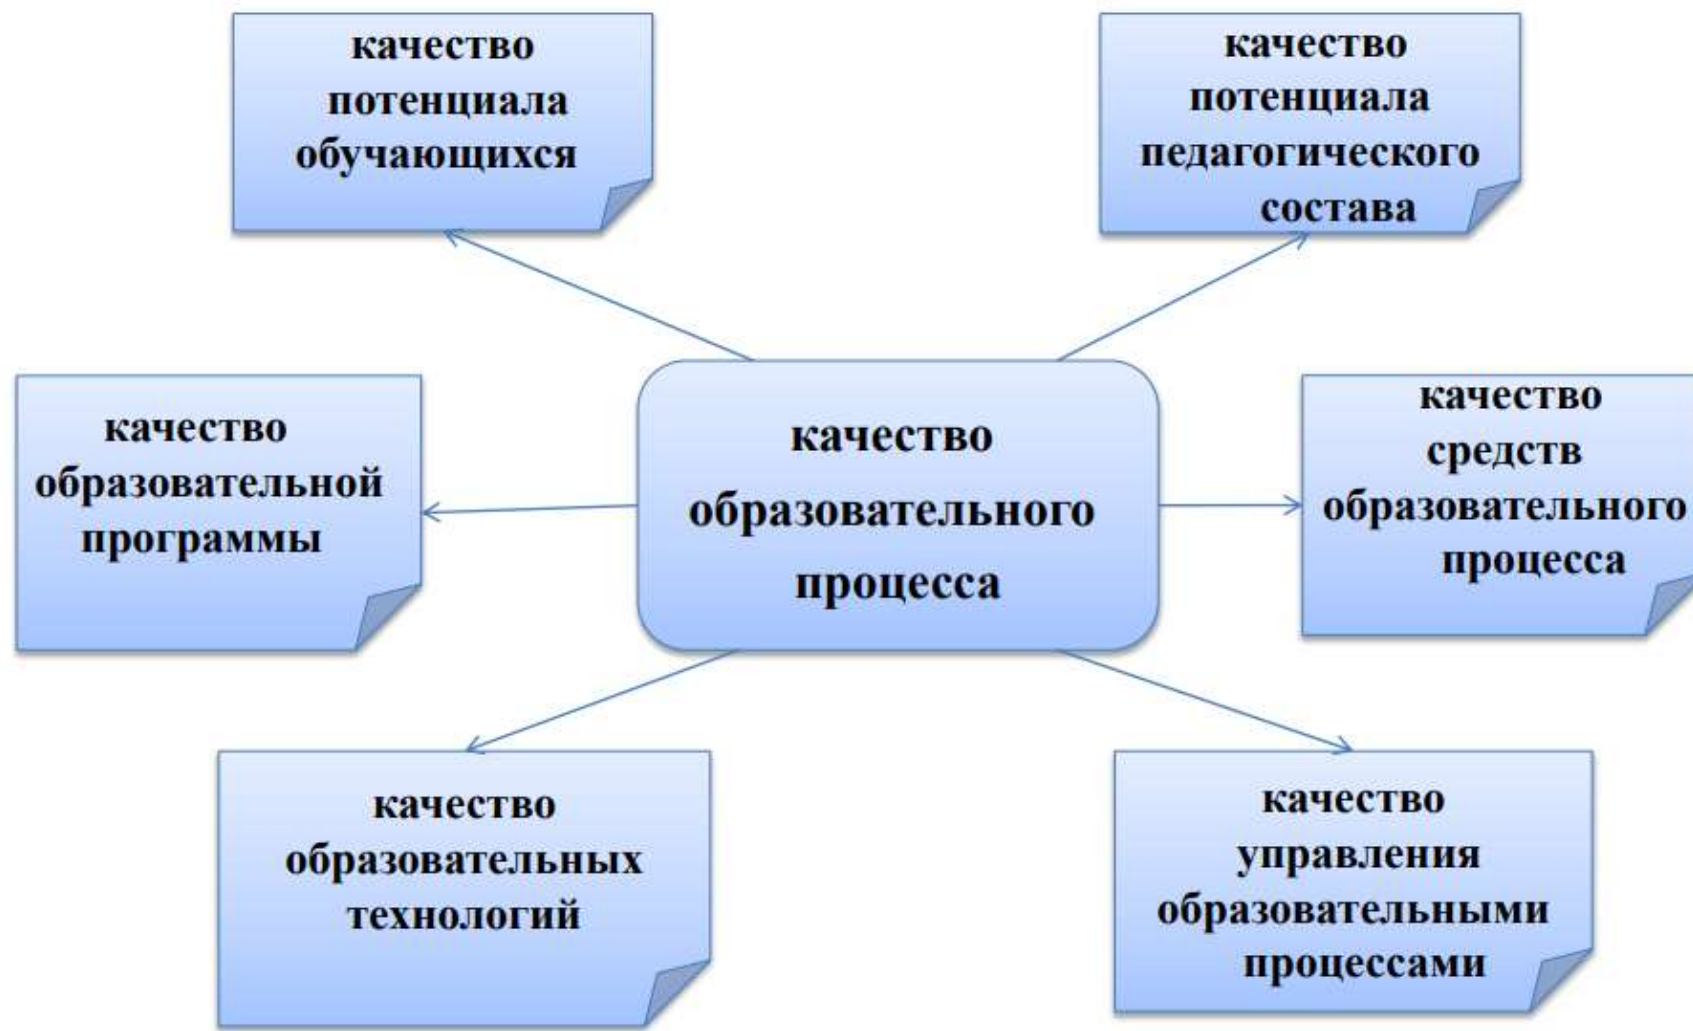 качество
потенциала
обучающихся
качество
потенциала
педагогического
состава
качество
образовательной
программы
качество
образовательного
процесса
качество
средств
образовательного
процесса
качество
образовательных
технологий
качество
управления
образовательными
процессами